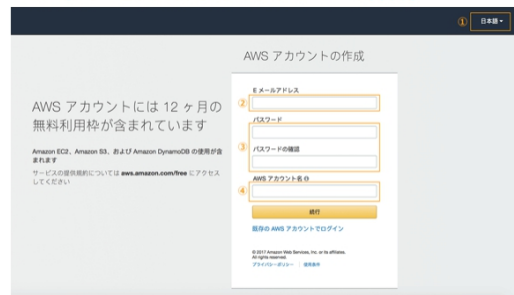 ① 日本語
AWS アカウントの作成
AWS アカウントには 12 ヶ月の
無料利用枠が含まれています
Amazon EC2、Amazon S3、および Amazon DynamoDB の使用が含
まれます
サービスの提供規約については aws.amazon.com/free にアクセス
してください
E メールアドレス
②
パスワード
③
パスワードの確認
AWS アカウント名
④
続行
既存の AWS アカウントでログイン
© 2017 Amazon Web Services, Inc. or its affiliates.
All rights reserved.
プライバシーポリシー | 使用条件